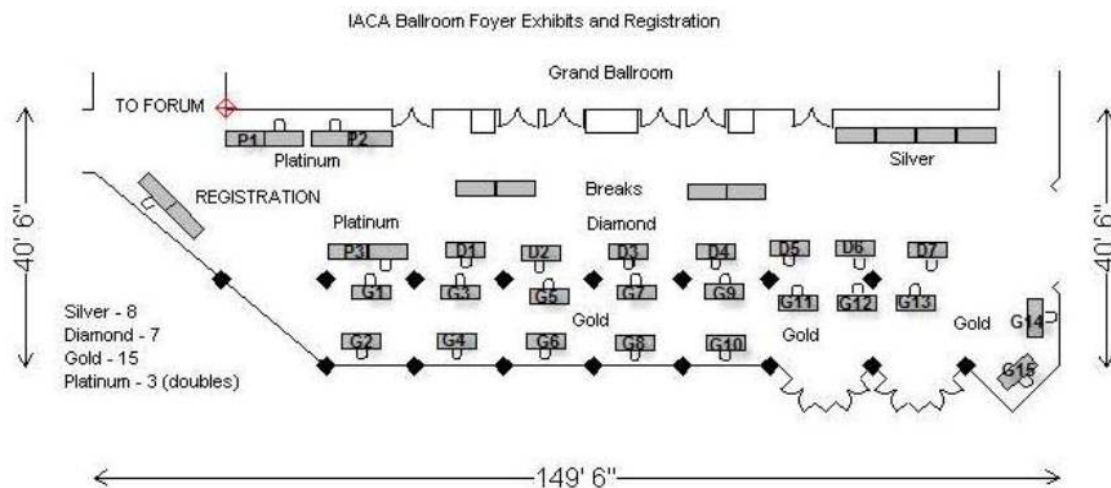 IACA Ballroom Foyer Exhibits and Registration
Grand Ballroom
TO FORUM
P1 P2
Platinum
Silver
REGISTRATION
Breaks
Platinum
Diamond
P3 D1 D2 D3 D4 D5 D6 D7
G1 G3 G5 G7 G9 G11 G12 G13
Gold
Gold
Gold
G14
G2 G4 G6 G8 G10
G15
Silver - 8
Diamond - 7
Gold - 15
Platinum - 3 (doubles)
40' 6"
40' 6"
149' 6"